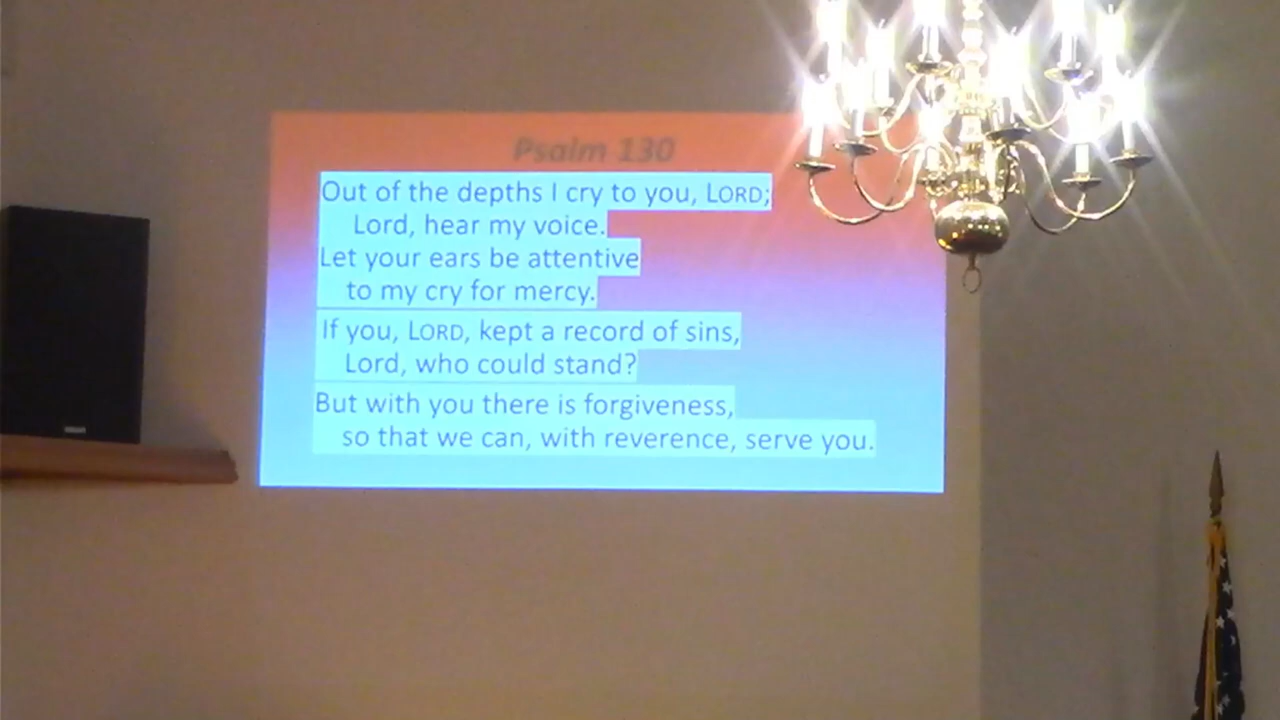 Psalm 130
Out of the depths I cry to you, LORD;
Lord, hear my voice.
Let your ears be attentive
to my cry for mercy.
If you, LORD, kept a record of sins,
Lord, who could stand?
But with you there is forgiveness,
so that we can, with reverence, serve you.